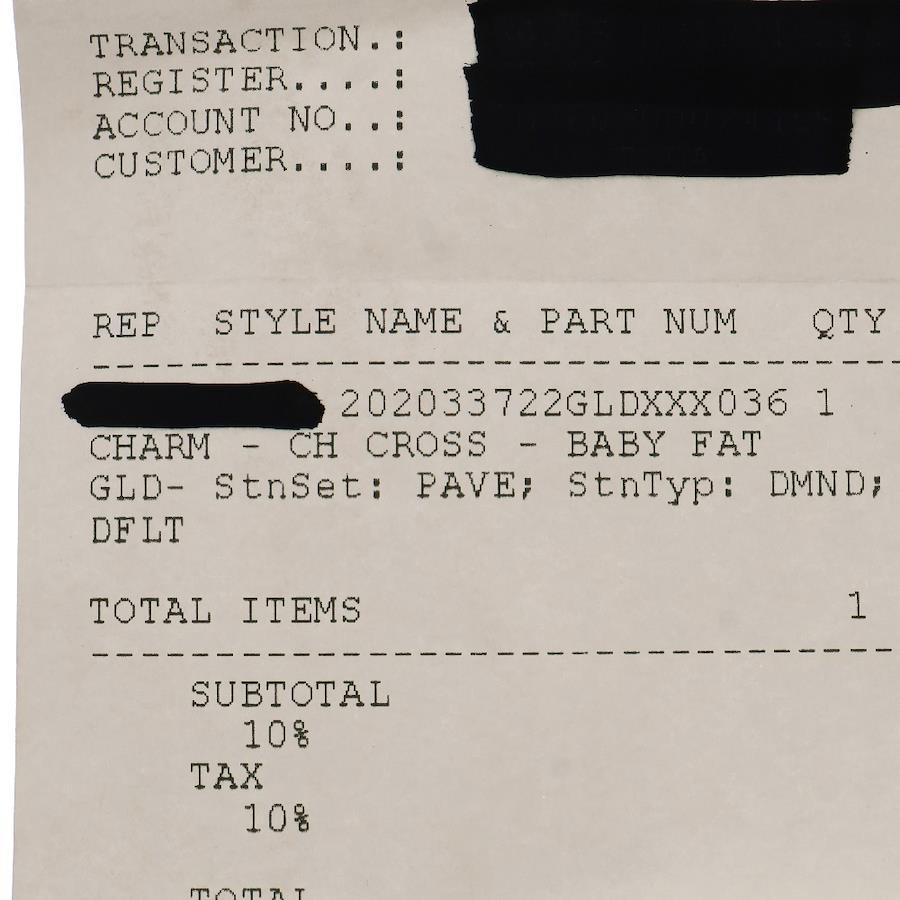 TRANSACTION.:
REGISTER....:
ACCOUNT NO..:
CUSTOMER....:
REP STYLE NAME & PART NUM QTY
202033722GLDXXX036 1
CHARM - CH CROSS - BABY FAT
GLD- StnSet: PAVE; StnTyp: DMND;
DFLT
TOTAL ITEMS 1
SUBTOTAL
10%
TAX
10%
TOTAL